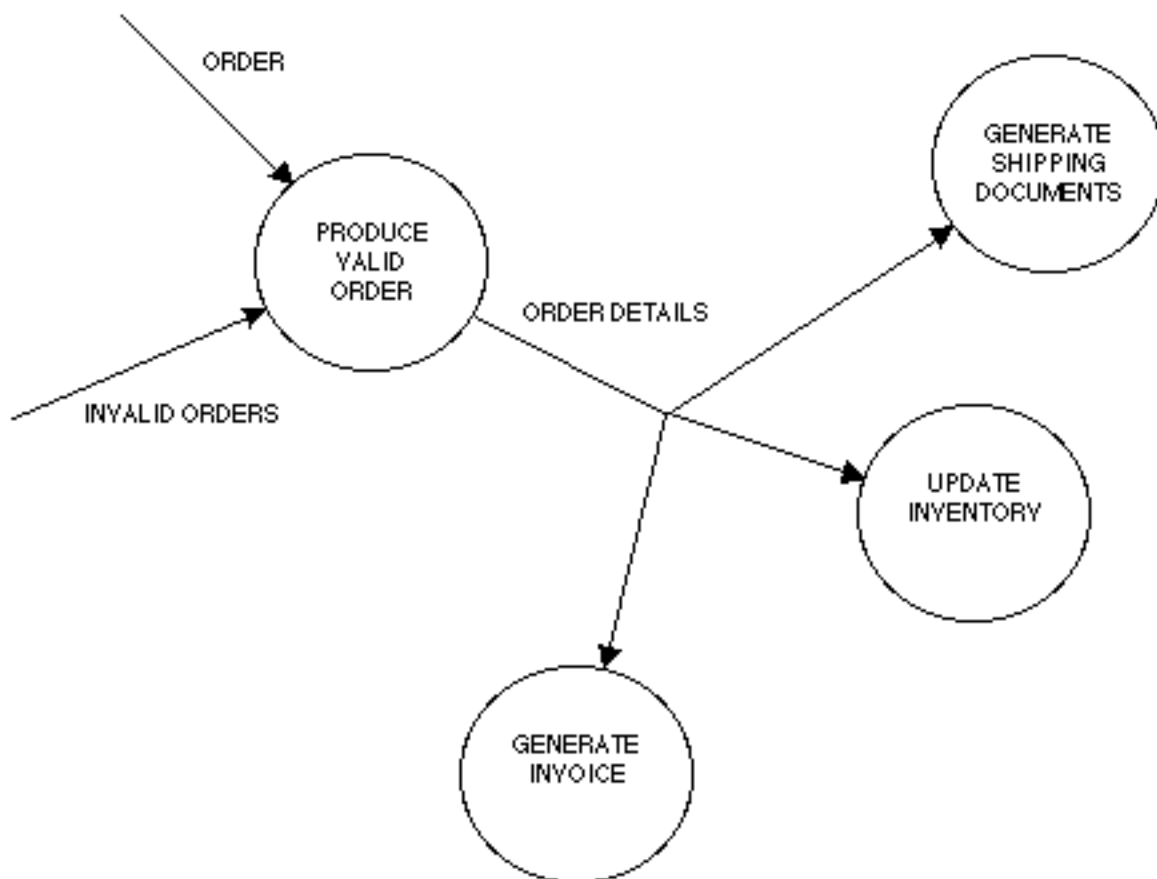 ORDER
GENERATE
SHIPPING
DOCUMENTS
PRODUCE
VALID
ORDER
ORDER DETAILS
INVALID ORDERS
UPDATE
INVENTORY
GENERATE
INVOICE